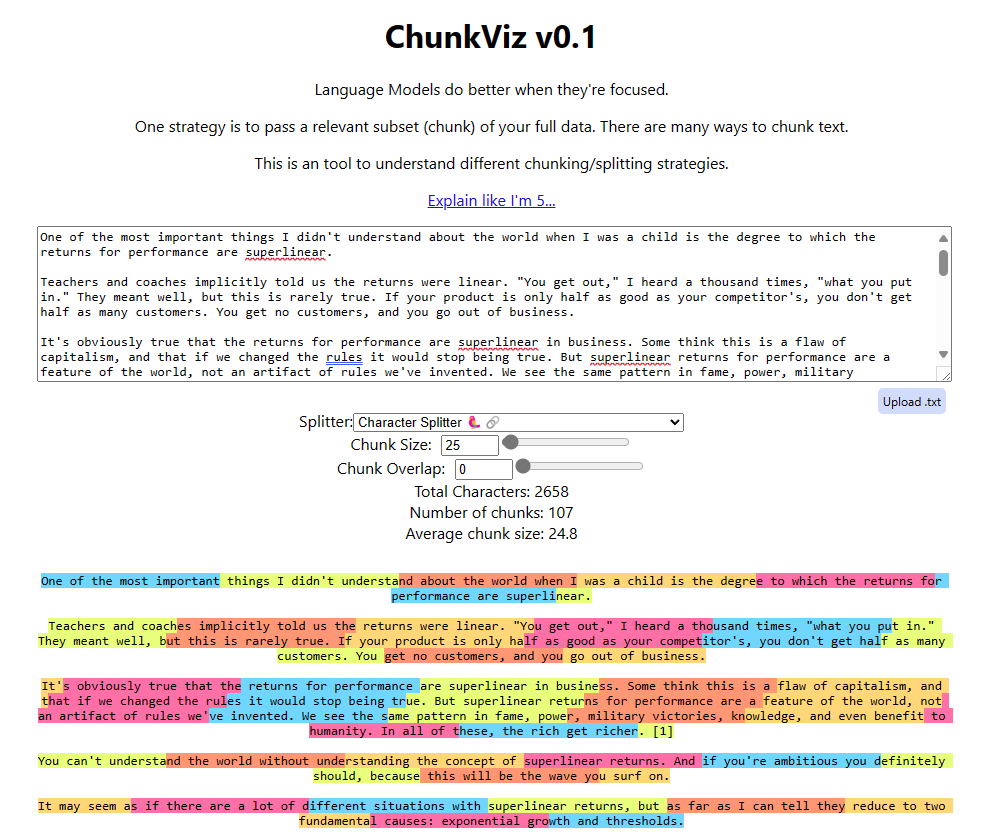 ChunkViz v0.1
Language Models do better when they're focused.
One strategy is to pass a relevant subset (chunk) of your full data. There are many ways to chunk text.
This is an tool to understand different chunking/splitting strategies.
Explain like I'm 5...
One of the most important things I didn't understand about the world when I was a child is the degree to which the
returns for performance are superlinear.
Teachers and coaches implicitly told us the returns were linear. "You get out," I heard a thousand times, "what you put
in." They meant well, but this is rarely true. If your product is only half as good as your competitor's, you don't get
half as many customers. You get no customers, and you go out of business.
It's obviously true that the returns for performance are superlinear in business. Some think this is a flaw of
capitalism, and that if we changed the rules it would stop being true. But superlinear returns for performance are a
feature of the world, not an artifact of rules we've invented. We see the same pattern in fame, power, military
Upload .txt
Splitter: Character Splitter 🦜🔗
Chunk Size: 25
Chunk Overlap: 0
Total Characters: 2658
Number of chunks: 107
Average chunk size: 24.8
One of the most important things I didn't understand about the world when I was a child is the degree to which the returns for
performance are superlinear.
Teachers and coaches implicitly told us the returns were linear. "You get out," I heard a thousand times, "what you put in."
They meant well, but this is rarely true. If your product is only half as good as your competitor's, you don't get half as many
customers. You get no customers, and you go out of business.
It's obviously true that the returns for performance are superlinear in business. Some think this is a flaw of capitalism, and
that if we changed the rules it would stop being true. But superlinear returns for performance are a feature of the world, not
an artifact of rules we've invented. We see the same pattern in fame, power, military victories, knowledge, and even benefit to
humanity. In all of these, the rich get richer. [1]
You can't understand the world without understanding the concept of superlinear returns. And if you're ambitious you definitely
should, because this will be the wave you surf on.
It may seem as if there are a lot of different situations with superlinear returns, but as far as I can tell they reduce to two
fundamental causes: exponential growth and thresholds.